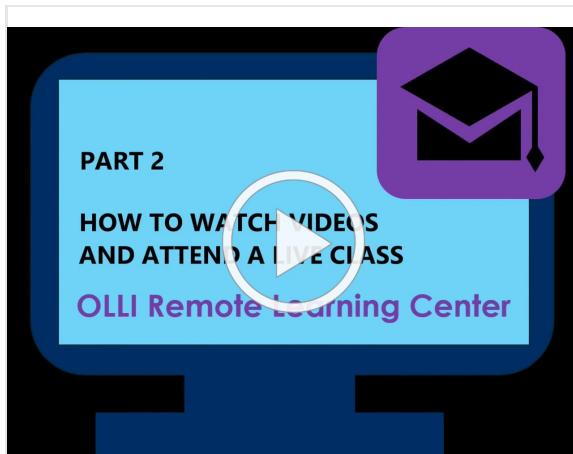 PART 2
HOW TO WATCH VIDEOS
AND ATTEND A LIVE CLASS
OLLI Remote Learning Center